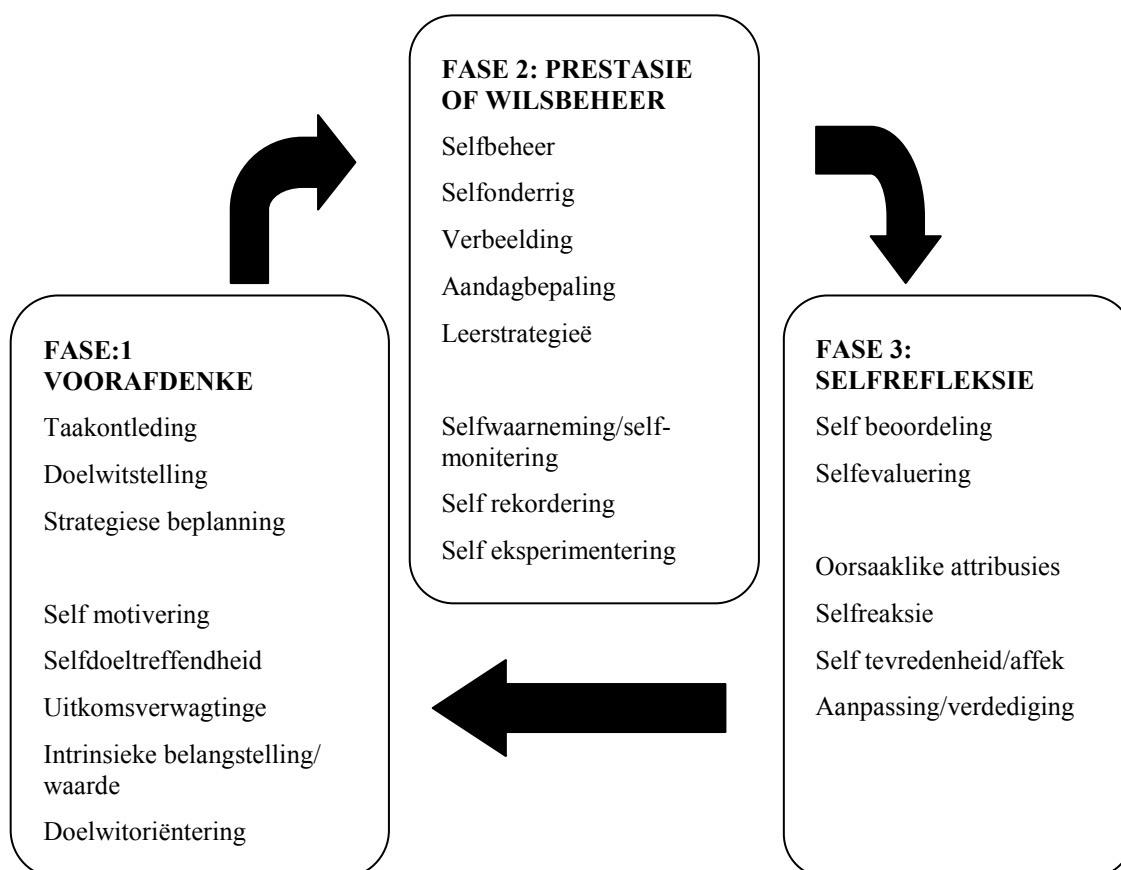 FASE:1
VOORAFDENKE
Taakontleding
Doelwitstelling
Strategiese beplanning
Self motivering
Selfdoeltreffendheid
Uitkomsverwagtinge
Intrinsieke belangstelling/
waarde
Doelwitoriëntering
FASE 2: PRESTASIE
OF WILSBEHEER
Selfbeheer
Selfonderrig
Verbeelding
Aandagbepaling
Leerstrategieë
Selfwaarneming/self-
monitering
Self rekordering
Self eksperimentering
FASE 3:
SELFREFLEKSIE
Self beoordeling
Selfevaluering
Oorsaaklike attribusies
Selfreaksie
Self tevredenheid/affek
Aanpassing/verdediging